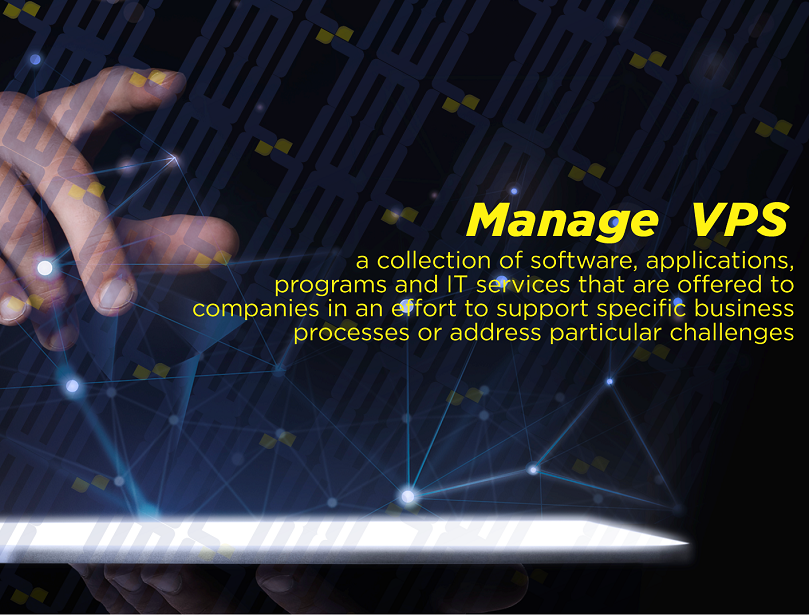 Manage VPS
a collection of software, applications,
programs and IT services that are offered to
companies in an effort to support specific business
processes or address particular challenges